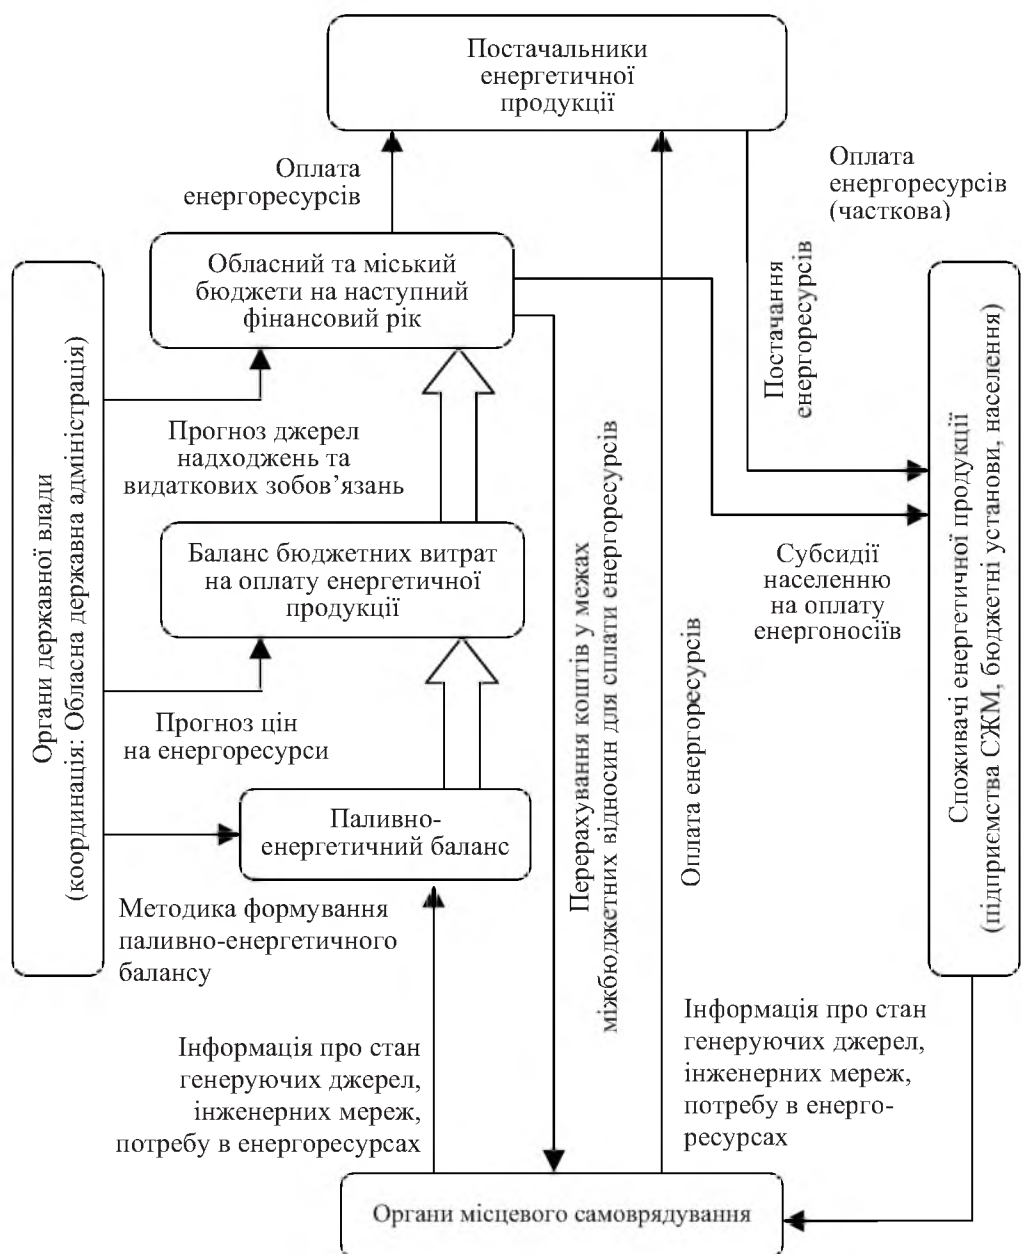 Постачальники
енергетичної
продукції
Оплата
енергоресурсів
Оплата
енергоресурсів
(часткова)
Обласний та міський
бюджети на наступний
фінансовий рік
Постачання
енергоресурсів
Органи державної влади
(координація: Обласна державна адміністрація)
Прогноз джерел
надходжень та
видаткових зобов’язань
Баланс бюджетних витрат
на оплату енергетичної
продукції
Перерахування коштів у межах
міжбюджетних відносин для сплати енергоресурсів
Оплата енергоресурсів
Субсидії
населенню
на оплату
енергоносіїв
Споживачі енергетичної продукції
(підприємства СЖМ, бюджетні установи, населення)
Прогноз цін
на енергоресурси
Паливно-
енергетичний баланс
Методика формування
паливно-енергетичного
балансу
Інформація про стан
генеруючих джерел,
інженерних мереж,
потребу в енергоресурсах
Інформація про стан
генеруючих джерел,
інженерних мереж,
потребу в енерго-
ресурсах
Органи місцевого самоврядування